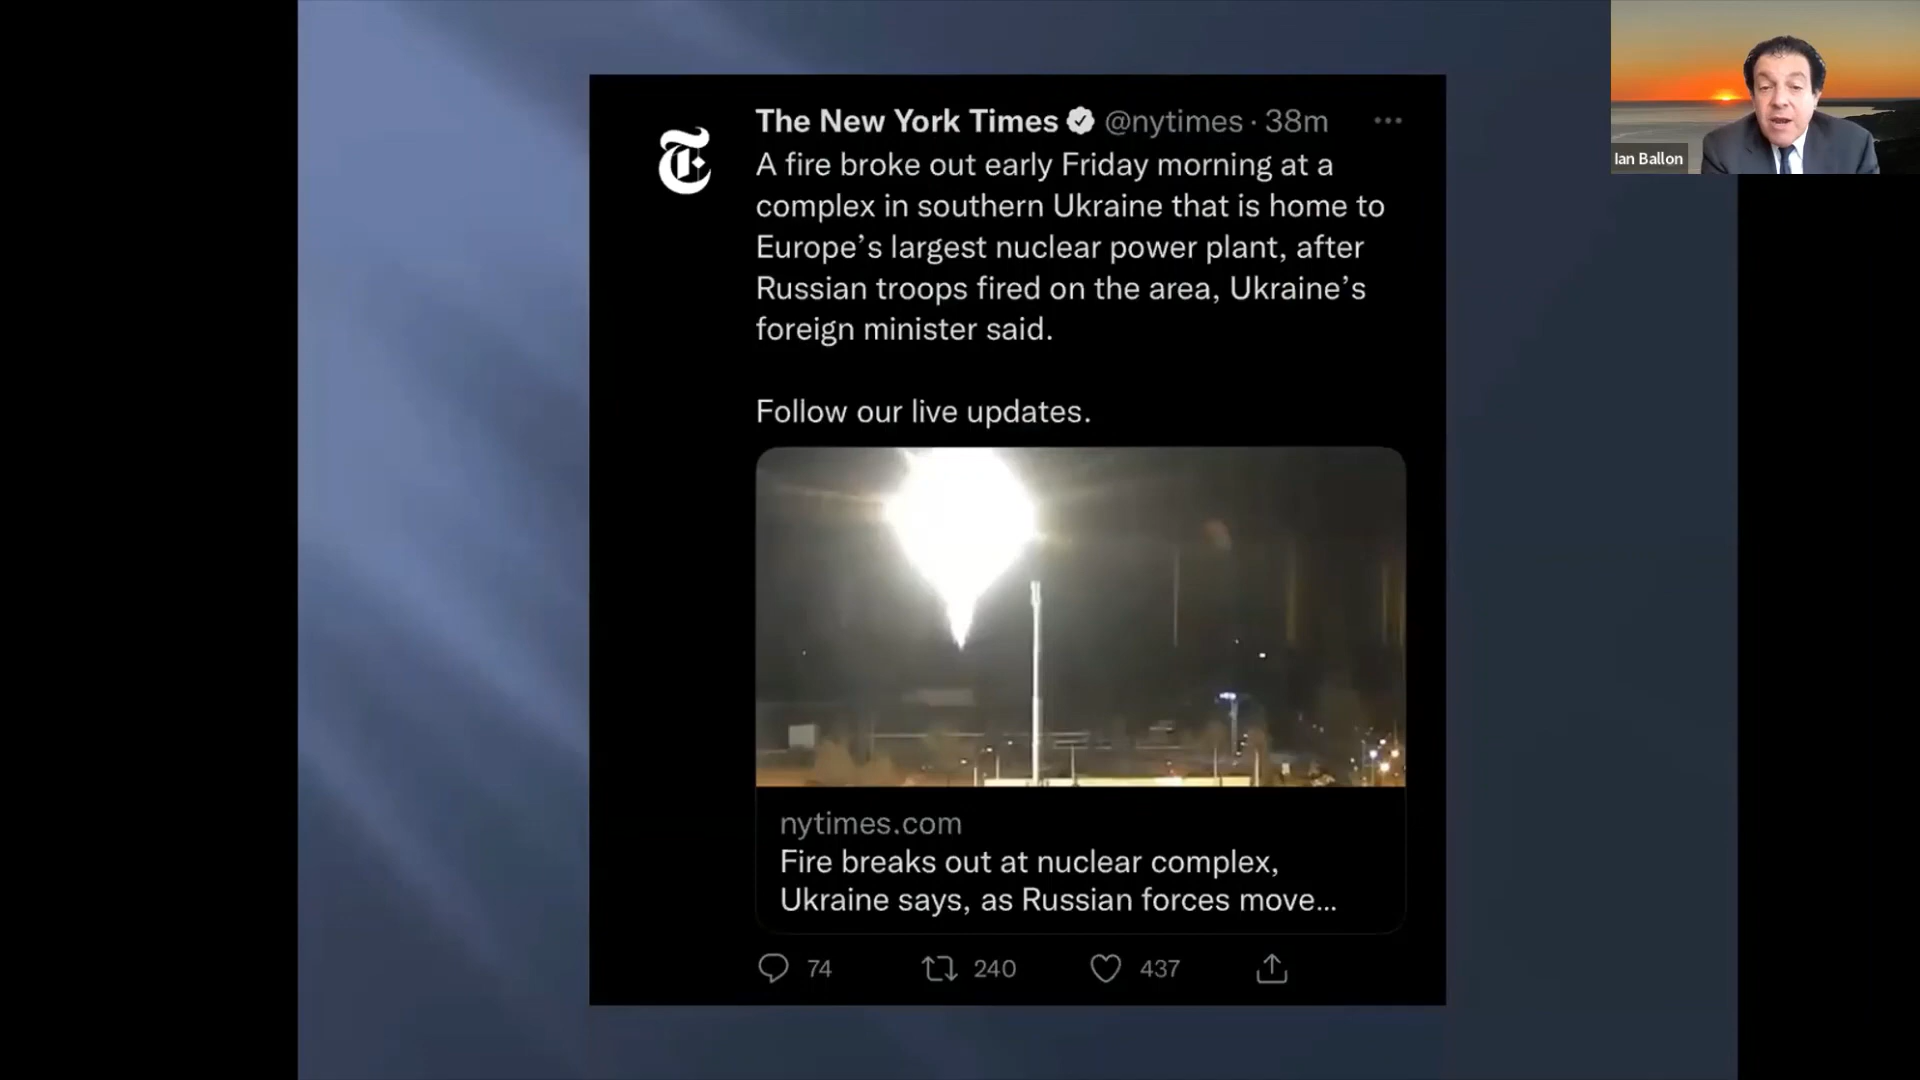 The New York Times @nytimes · 38m
A fire broke out early Friday morning at a
complex in southern Ukraine that is home to
Europe’s largest nuclear power plant, after
Russian troops fired on the area, Ukraine’s
foreign minister said.
Follow our live updates.
nytimes.com
Fire breaks out at nuclear complex,
Ukraine says, as Russian forces move...
74 240 437
Ian Ballon